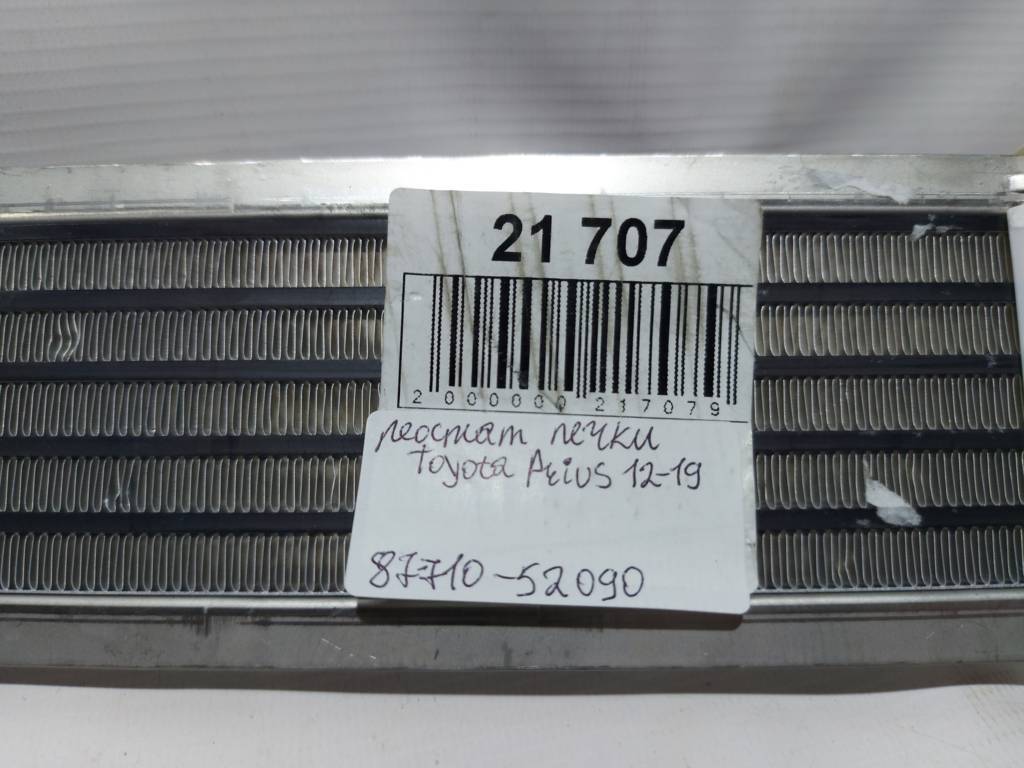 21 707
2 000000 217079
реостат печки
Toyota Prius 12-19
87710-52090